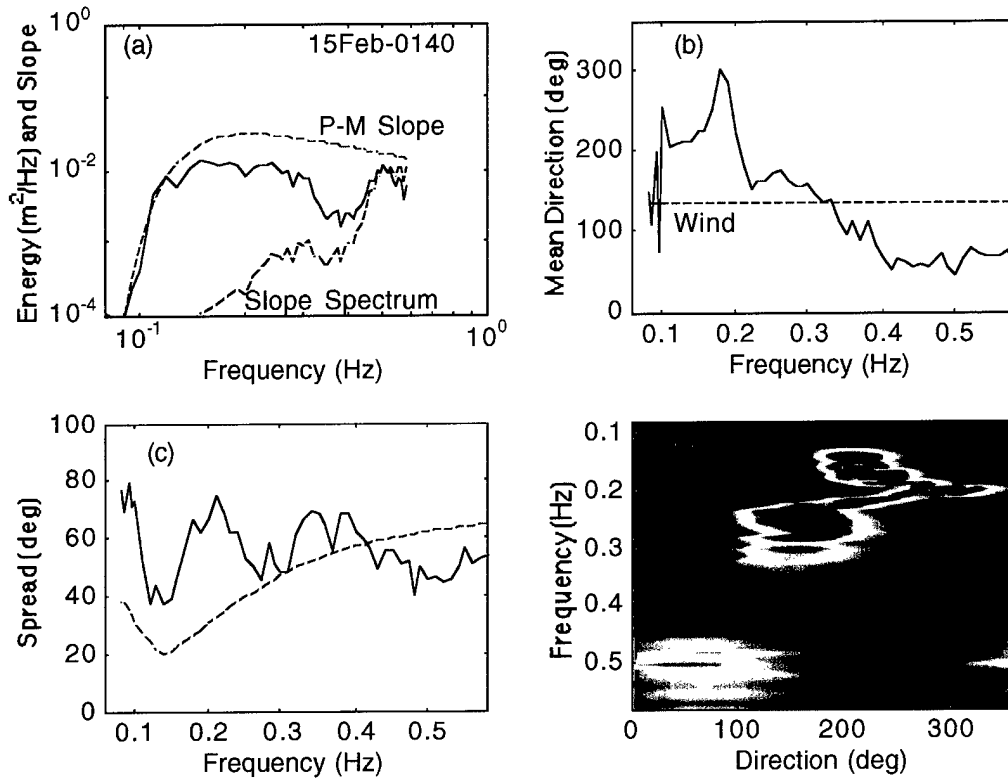 (a)
15Feb-0140
P-M Slope
Slope Spectrum
Energy (m²/Hz) and Slope
10⁰
10⁻²
10⁻⁴
10⁻¹
10⁰
Frequency (Hz)
(b)
Wind
Mean Direction (deg)
300
200
100
0
0.1
0.2
0.3
0.4
0.5
Frequency (Hz)
(c)
Spread (deg)
100
80
60
40
20
0
0.1
0.2
0.3
0.4
0.5
Frequency (Hz)
Frequency (Hz)
0.1
0.2
0.3
0.4
0.5
0
100
200
300
Direction (deg)